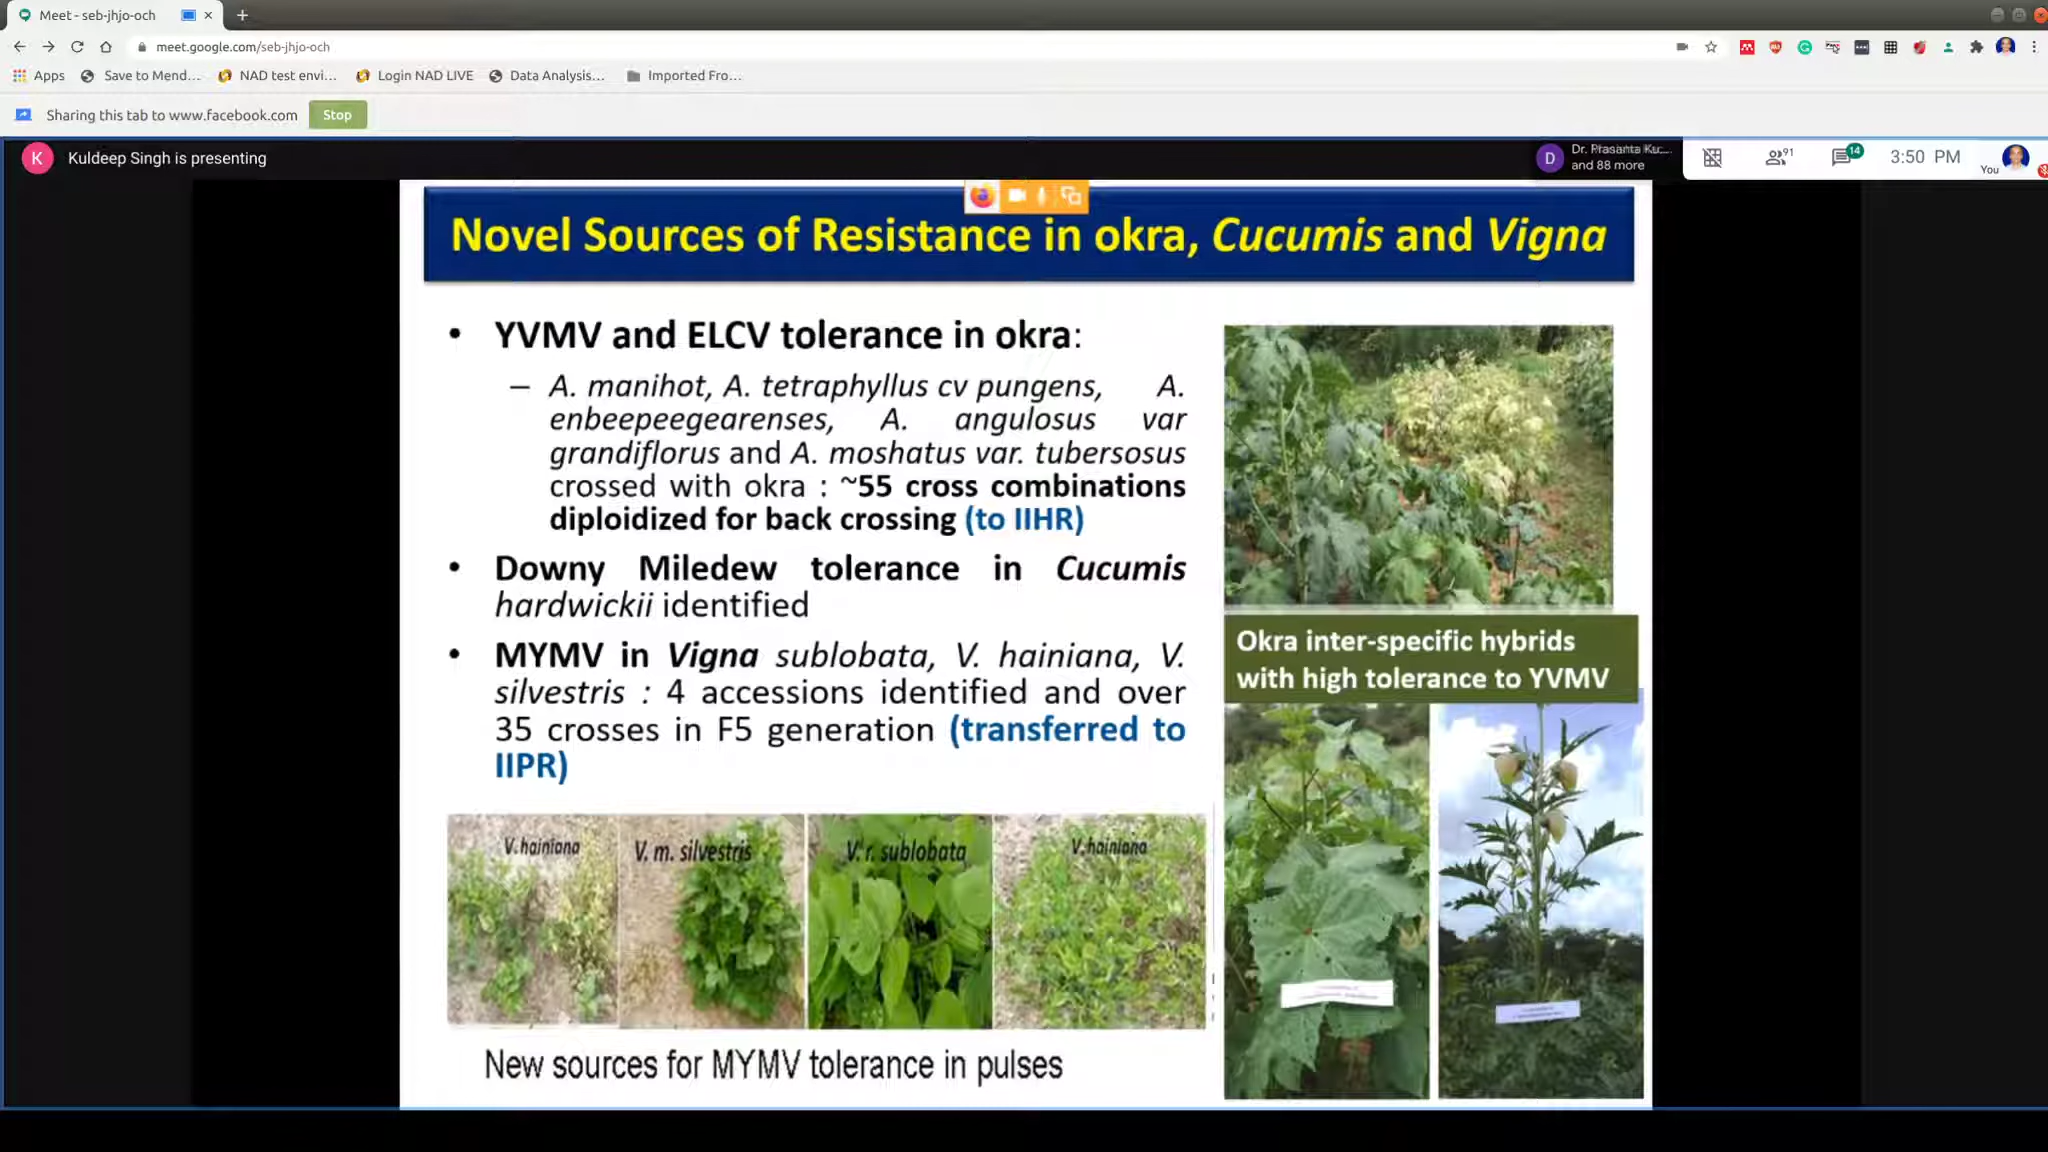 Meet - seb-jhjo-och
meet.google.com/seb-jhjo-och
Apps Save to Mend... NAD test envi... Login NAD LIVE Data Analysis... Imported Fro...
Sharing this tab to www.facebook.com Stop
K Kuldeep Singh is presenting
D Dr. Prasanta Ku...
and 88 more
91 14 3:50 PM You
Novel Sources of Resistance in okra, Cucumis and Vigna
• YVMV and ELCV tolerance in okra:
– A. manihot, A. tetraphyllus cv pungens, A.
enbeepeegearenses, A. angulosus var
grandiflorus and A. moshatus var. tubersosus
crossed with okra : ~55 cross combinations
diploidized for back crossing (to IIHR)
• Downy Miledew tolerance in Cucumis
hardwickii identified
• MYMV in Vigna sublobata, V. hainiana, V.
silvestris : 4 accessions identified and over
35 crosses in F5 generation (transferred to
IIPR)
Okra inter-specific hybrids
with high tolerance to YVMV
V. hainiana V. m. silvestris V. r. sublobata V. hainiana
New sources for MYMV tolerance in pulses